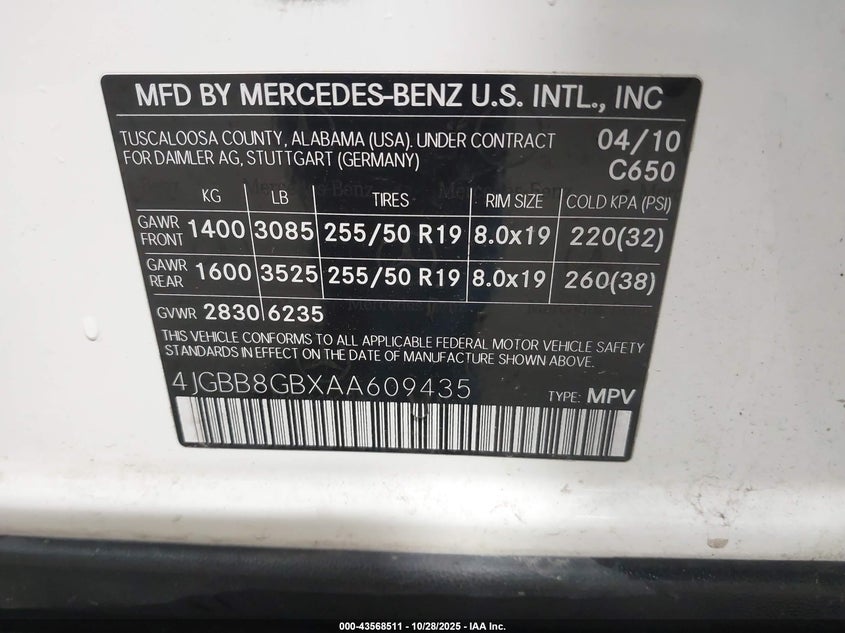 MFD BY MERCEDES-BENZ U.S. INTL., INC
TUSCALOOSA COUNTY, ALABAMA (USA). UNDER CONTRACT
FOR DAIMLER AG, STUTTGART (GERMANY)
04/10
C650
KG LB TIRES RIM SIZE COLD KPA (PSI)
GAWR FRONT 1400 3085 255/50 R19 8.0x19 220(32)
GAWR REAR 1600 3525 255/50 R19 8.0x19 260(38)
GVWR 2830 6235
THIS VEHICLE CONFORMS TO ALL APPLICABLE FEDERAL MOTOR VEHICLE SAFETY
STANDARDS IN EFFECT ON THE DATE OF MANUFACTURE SHOWN ABOVE.
4JGBB8GBXAA609435 TYPE: MPV
000-43568511 - 10/28/2025 - IAA Inc.